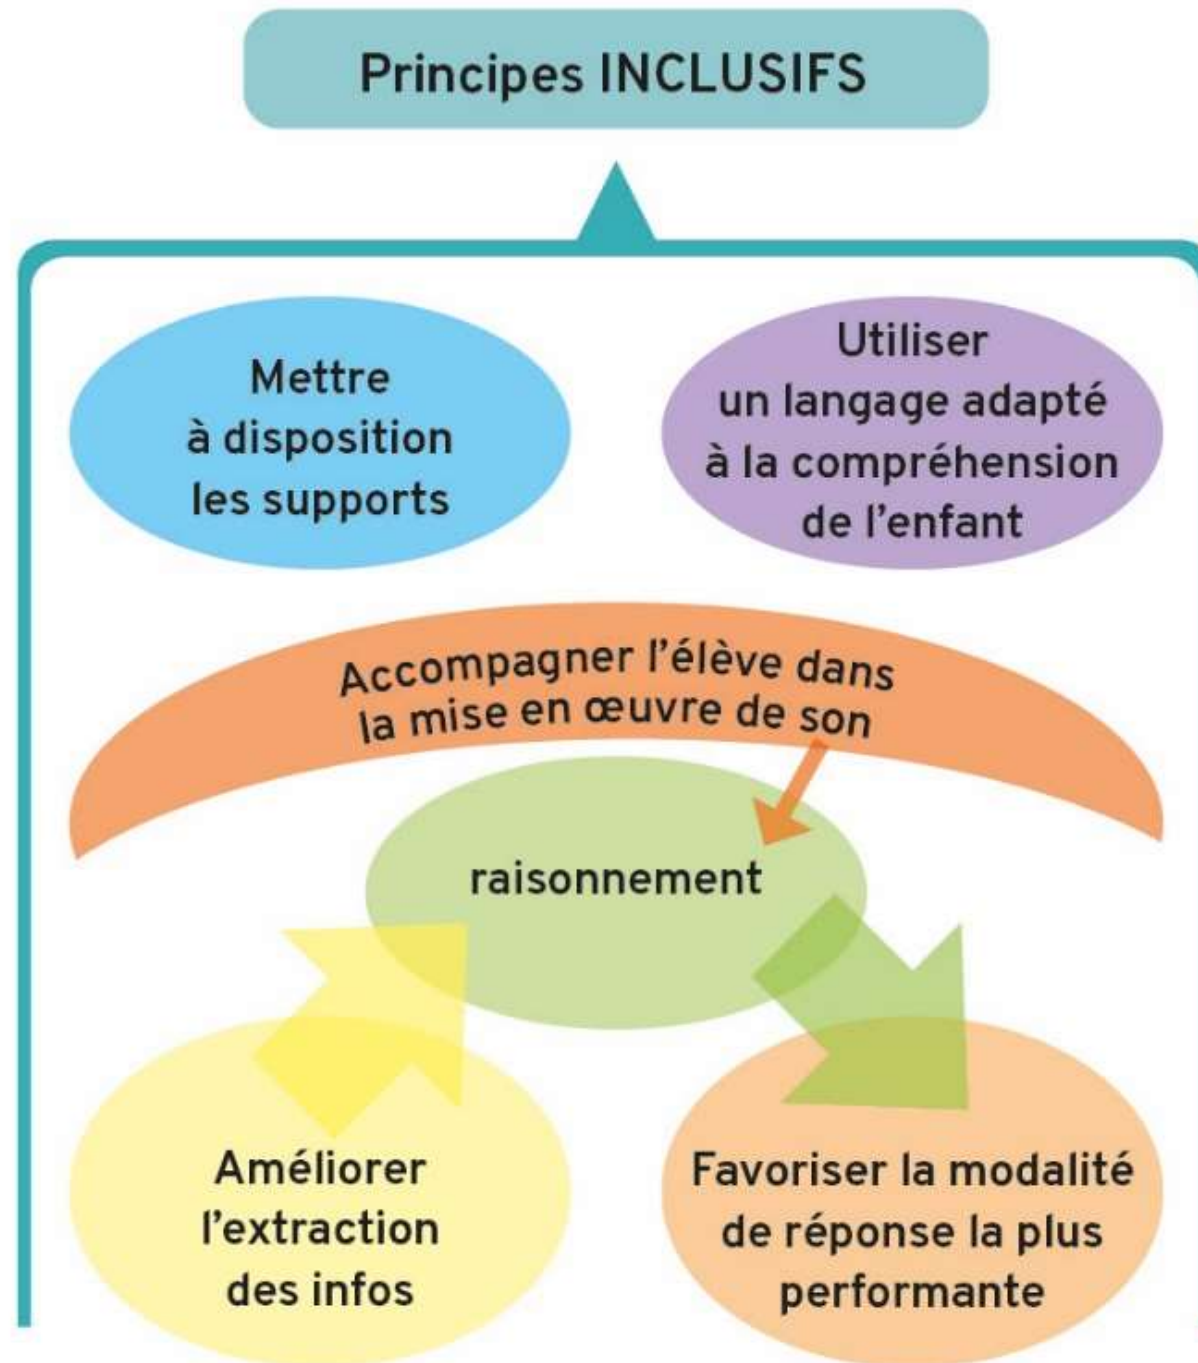 Principes INCLUSIFS
Mettre
à disposition
les supports
Utiliser
un langage adapté
à la compréhension
de l'enfant
Accompagner l'élève dans
la mise en œuvre de son
raisonnement
Améliorer
l'extraction
des infos
Favoriser la modalité
de réponse la plus
performante